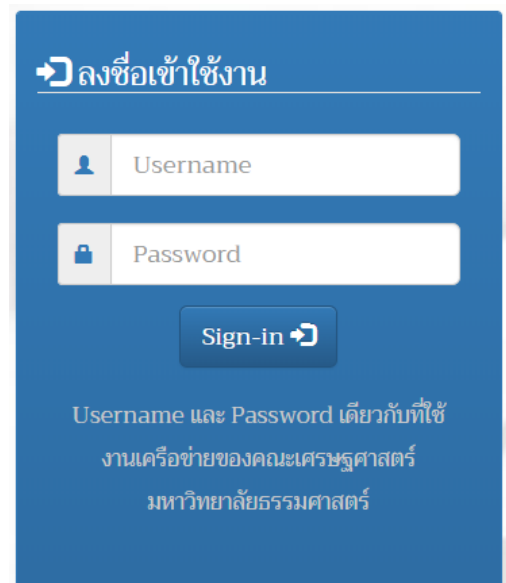 ลงชื่อเข้าใช้งาน
Username
Password
Sign-in
Username และ Password เดียวกับที่ใช้
งานเครือข่ายของคณะเศรษฐศาสตร์
มหาวิทยาลัยธรรมศาสตร์